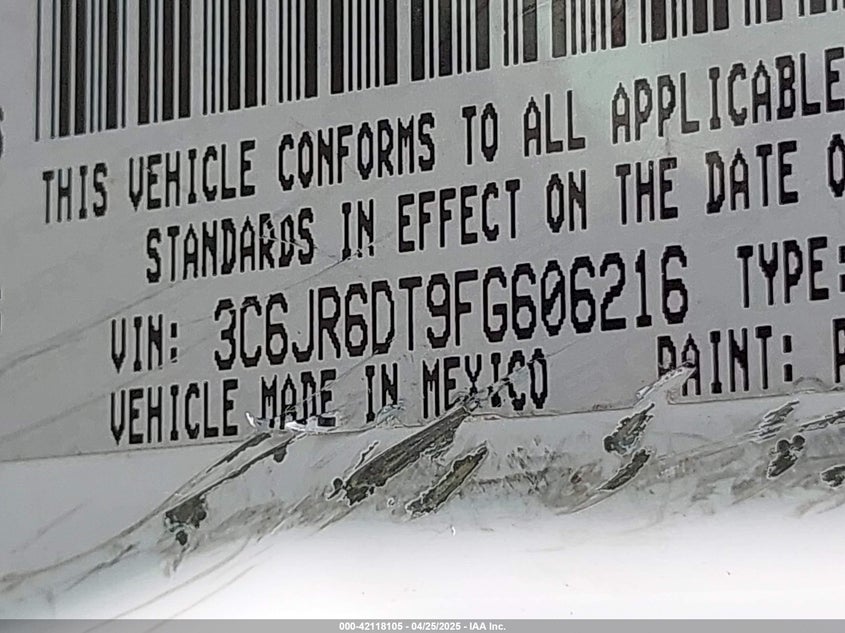 THIS VEHICLE CONFORMS TO ALL APPLICABLE
STANDARDS IN EFFECT ON THE DATE O
VIN: 3C6JR6DT9FG606216 TYPE:
VEHICLE MADE IN MEXICO PAINT: P
000-42118105 - 04/25/2025 - IAA Inc.